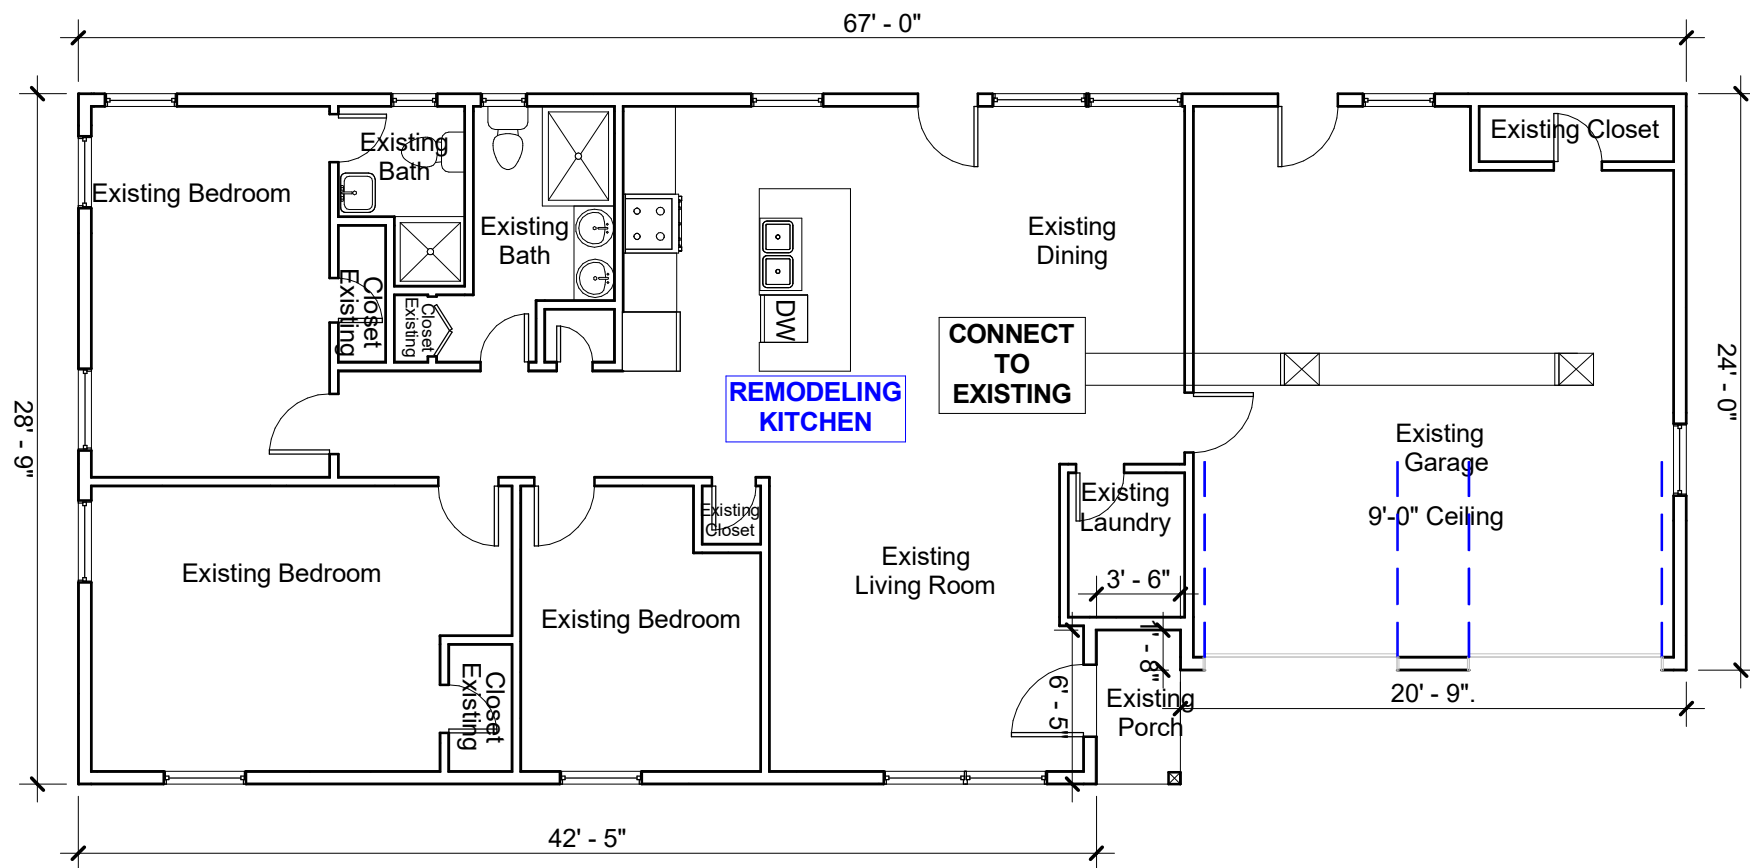 67' - 0"
Existing Closet
Existing
Bath
Existing Bedroom
Existing
Bath
Existing
Dining
Existing
Closet
Existing
Closet
DW
CONNECT
TO
EXISTING
REMODELING
KITCHEN
24' - 0"
28' - 9"
Existing
Garage
9'-0" Ceiling
Existing
Laundry
Existing
Closet
Existing
Living Room
Existing Bedroom
3' - 6"
Existing Bedroom
1' - 8"
6' - 5"
Existing
Closet
Existing
Porch
20' - 9".
42' - 5"